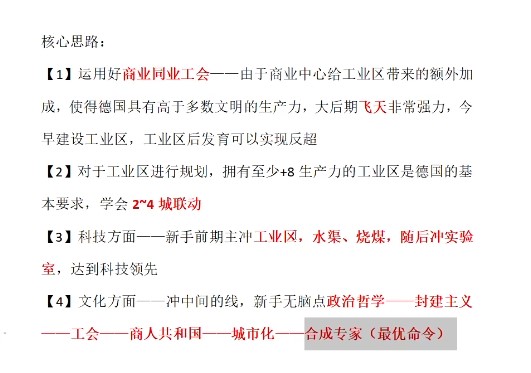 核心思路：
【1】运用好商业同业工会——由于商业中心给工业区带来的额外加
成，使得德国具有高于多数文明的生产力，大后期飞天非常强力，今
早建设工业区，工业区后发育可以实现反超
【2】对于工业区进行规划，拥有至少+8 生产力的工业区是德国的基
本要求，学会 2~4 城联动
【3】科技方面——新手前期主冲工业区，水渠、烧煤，随后冲实验
室，达到科技领先
【4】文化方面——冲中间的线，新手无脑点政治哲学——封建主义
——工会——商人共和国——城市化——合成专家（最优命令）